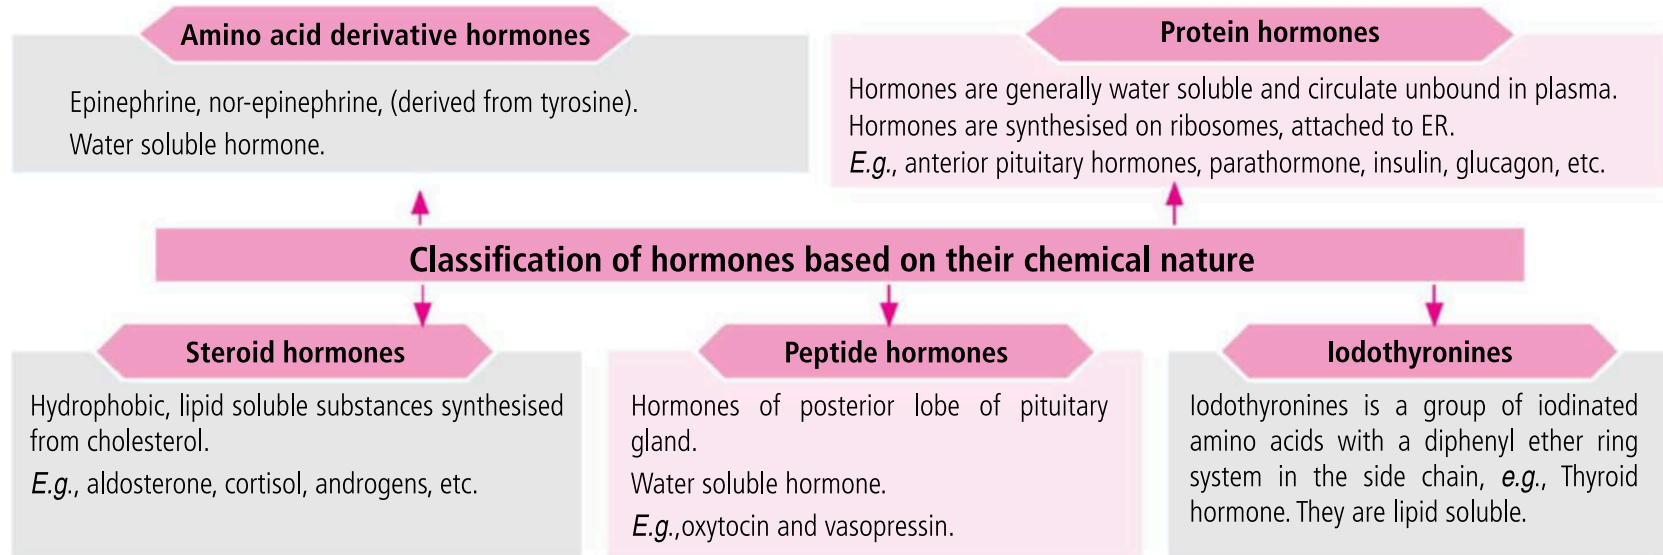 Amino acid derivative hormones
Epinephrine, nor-epinephrine, (derived from tyrosine).
Water soluble hormone.
Protein hormones
Hormones are generally water soluble and circulate unbound in plasma.
Hormones are synthesised on ribosomes, attached to ER.
E.g., anterior pituitary hormones, parathormone, insulin, glucagon, etc.
Classification of hormones based on their chemical nature
Steroid hormones
Hydrophobic, lipid soluble substances synthesised
from cholesterol.
E.g., aldosterone, cortisol, androgens, etc.
Peptide hormones
Hormones of posterior lobe of pituitary
gland.
Water soluble hormone.
E.g.,oxytocin and vasopressin.
Iodothyronines
Iodothyronines is a group of iodinated
amino acids with a diphenyl ether ring
system in the side chain, e.g., Thyroid
hormone. They are lipid soluble.